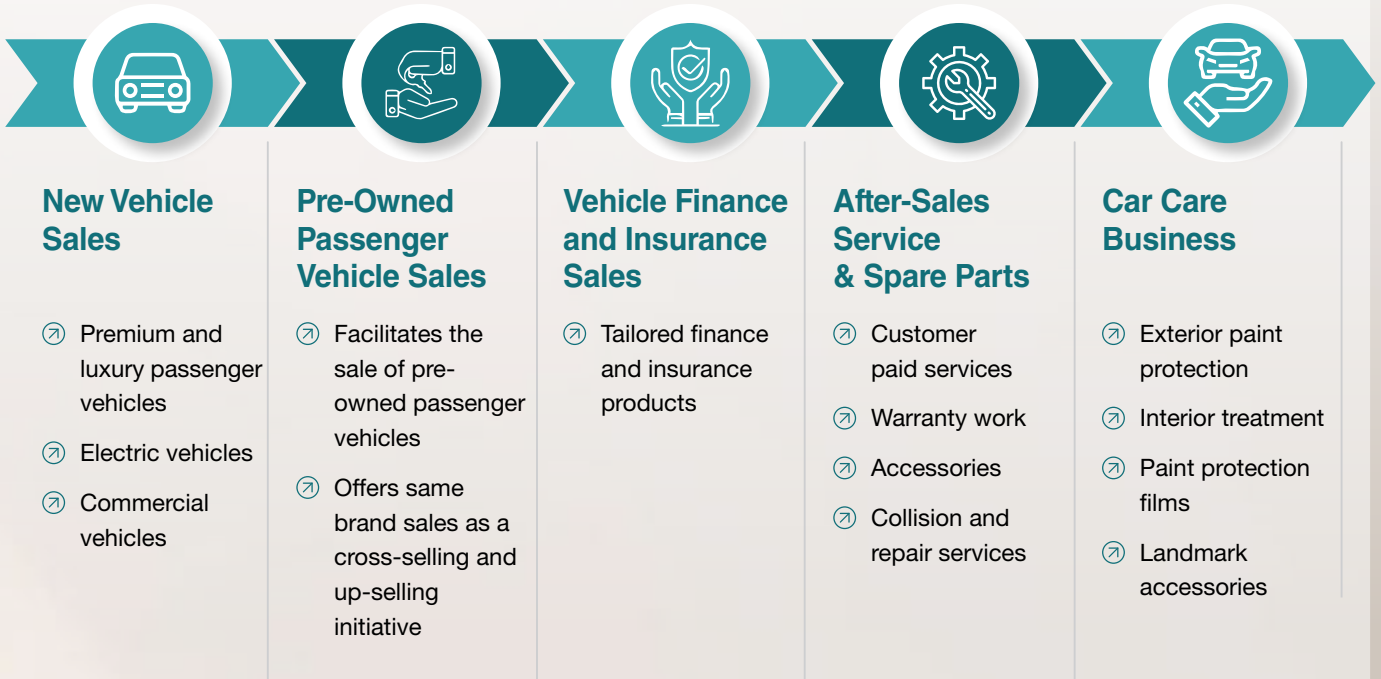 New Vehicle
Sales
Premium and
luxury passenger
vehicles
Electric vehicles
Commercial
vehicles
Pre-Owned
Passenger
Vehicle Sales
Facilitates the
sale of pre-
owned passenger
vehicles
Offers same
brand sales as a
cross-selling and
up-selling
initiative
Vehicle Finance
and Insurance
Sales
Tailored finance
and insurance
products
After-Sales
Service
& Spare Parts
Customer
paid services
Warranty work
Accessories
Collision and
repair services
Car Care
Business
Exterior paint
protection
Interior treatment
Paint protection
films
Landmark
accessories